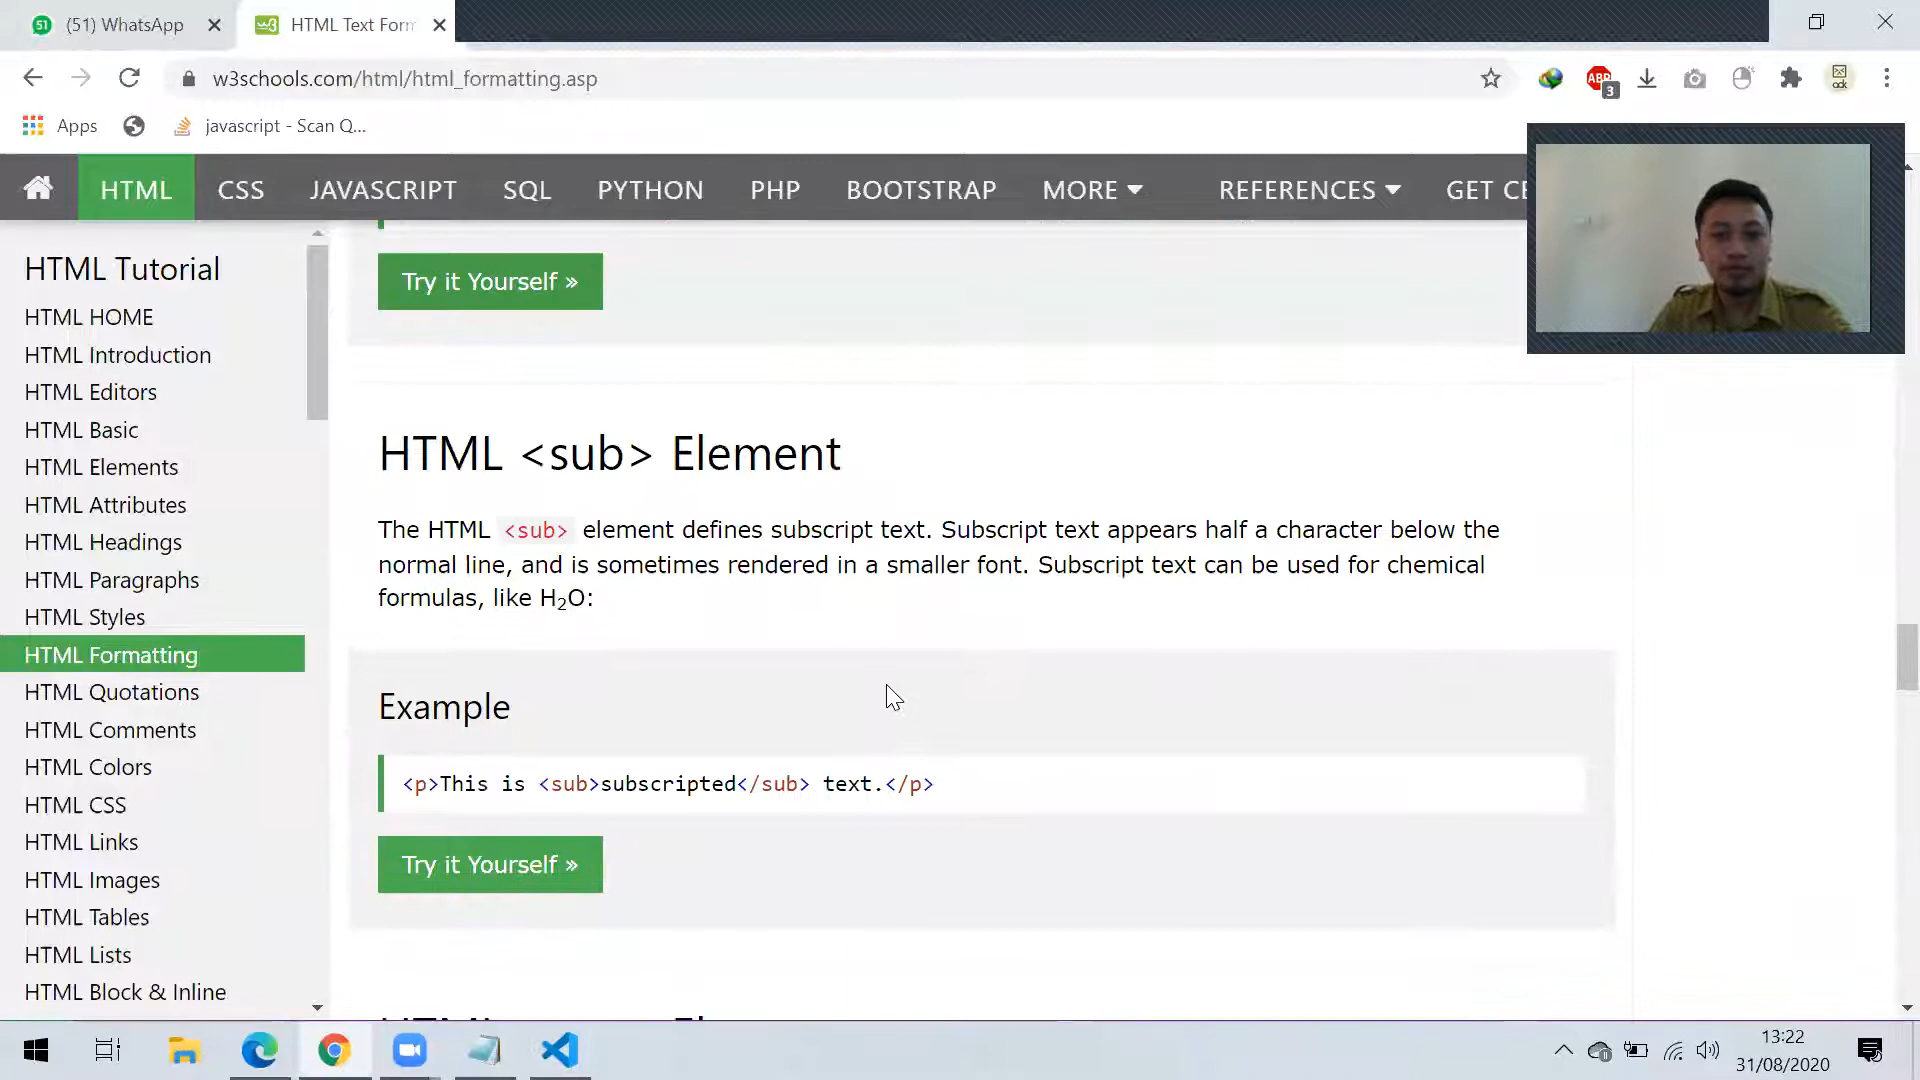 (51) WhatsApp
HTML Text Form
w3schools.com/html/html_formatting.asp
ABP
3
Apps
javascript - Scan Q...
HTML
CSS
JAVASCRIPT
SQL
PYTHON
PHP
BOOTSTRAP
MORE
REFERENCES
GET CE
HTML Tutorial
HTML HOME
HTML Introduction
HTML Editors
HTML Basic
HTML Elements
HTML Attributes
HTML Headings
HTML Paragraphs
HTML Styles
HTML Formatting
HTML Quotations
HTML Comments
HTML Colors
HTML CSS
HTML Links
HTML Images
HTML Tables
HTML Lists
HTML Block & Inline
Try it Yourself »
HTML <sub> Element
The HTML <sub> element defines subscript text. Subscript text appears half a character below the
normal line, and is sometimes rendered in a smaller font. Subscript text can be used for chemical
formulas, like H₂O:
Example
<p>This is <sub>subscripted</sub> text.</p>
Try it Yourself »
13:22
31/08/2020